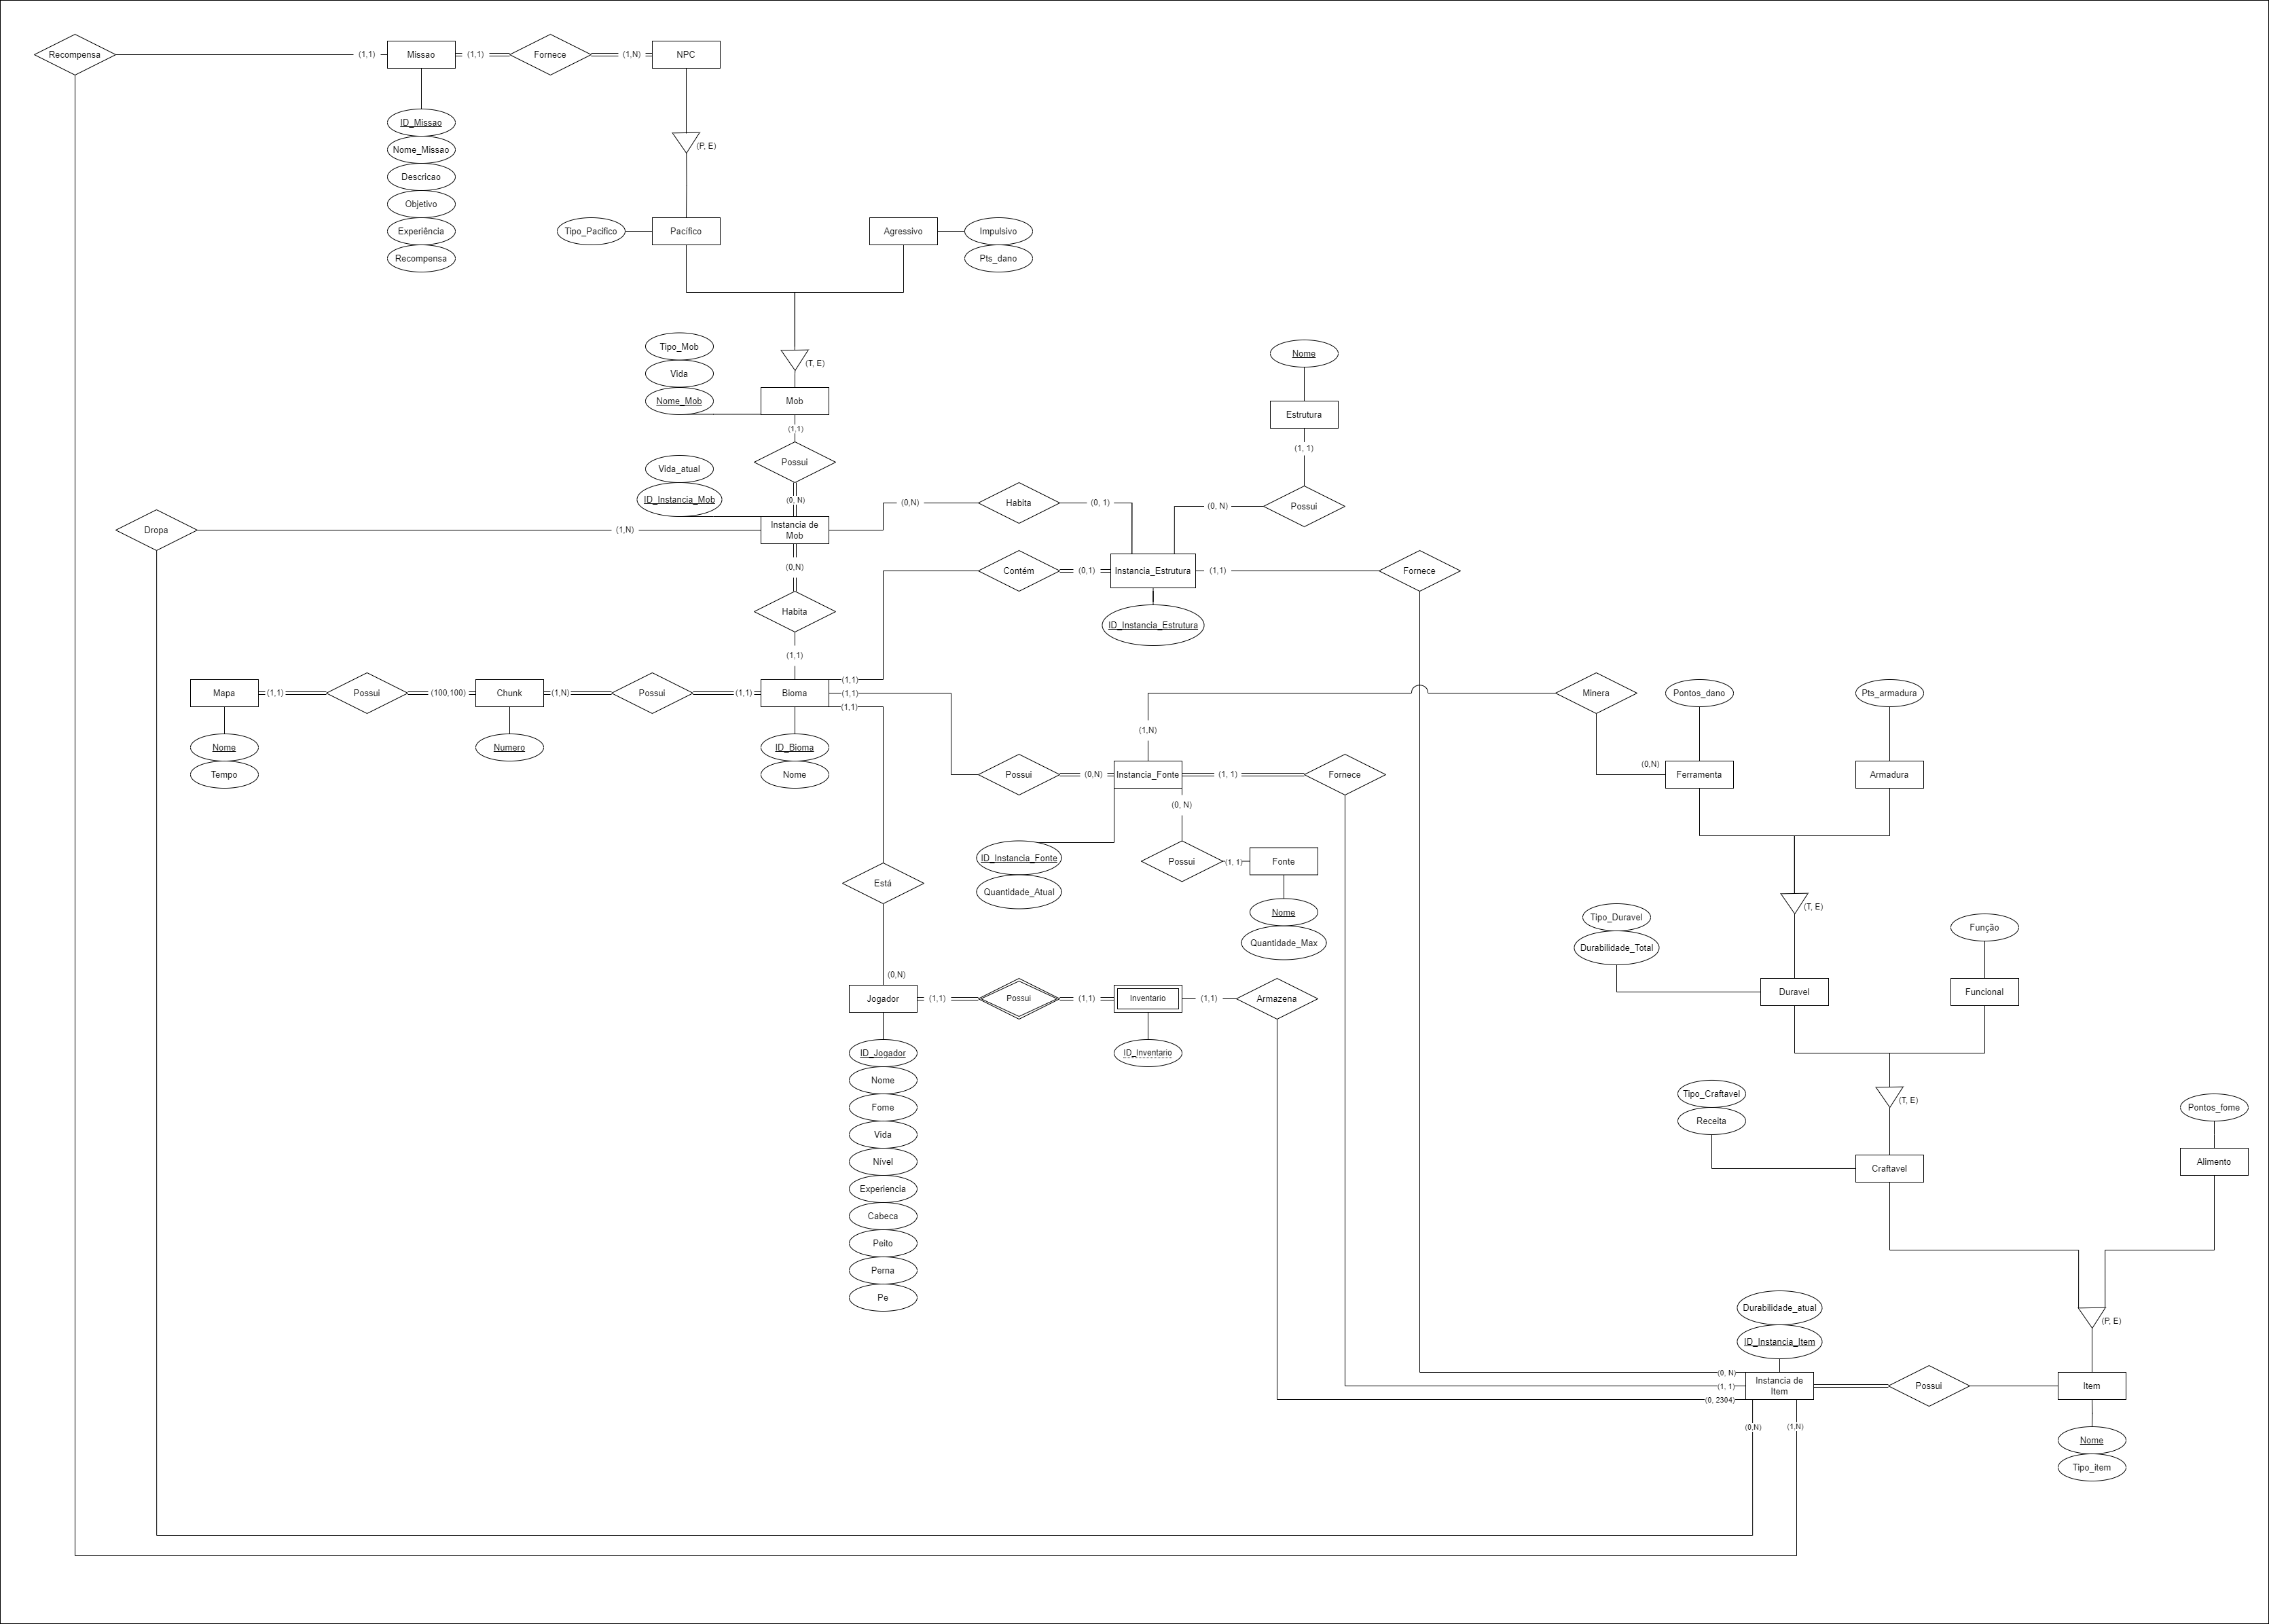 Recompensa
(1,1)
Missao
(1,1)
Fornece
(1,N)
NPC
ID_Missao
Nome_Missao
Descricao
Objetivo
Experiência
Recompensa
(P, E)
Tipo_Pacifico
Pacífico
Agressivo
Impulsivo
Pts_dano
Tipo_Mob
Vida
Nome_Mob
(T, E)
Mob
(1,1)
Possui
(0, N)
Vida_atual
ID_Instancia_Mob
Instancia de
Mob
Dropa
(1,N)
(0,N)
Habita
(0, 1)
Nome
Estrutura
(1, 1)
Possui
(0, N)
(0,N)
Habita
(1,1)
Contém
(0,1)
Instancia_Estrutura
(1,1)
Fornece
ID_Instancia_Estrutura
Mapa
(1,1)
Possui
(100,100)
Chunk
(1,N)
Possui
(1,1)
Bioma
(1,1)
(1,1)
(1,1)
Nome
Tempo
Numero
ID_Bioma
Nome
Minera
(1,N)
(0,N)
Pontos_dano
Pts_armadura
Ferramenta
Armadura
Possui
(0,N)
Instancia_Fonte
(1, 1)
Fornece
(0, N)
ID_Instancia_Fonte
Quantidade_Atual
Possui
(1, 1)
Fonte
Nome
Quantidade_Max
Está
(0,N)
(T, E)
Tipo_Duravel
Durabilidade_Total
Função
Duravel
Funcional
Jogador
(1,1)
Possui
(1,1)
Inventario
(1,1)
Armazena
ID_Inventario
ID_Jogador
Nome
Fome
Vida
Nível
Experiencia
Cabeca
Peito
Perna
Pe
Tipo_Craftavel
Receita
(T, E)
Craftavel
Pontos_fome
Alimento
(P, E)
Durabilidade_atual
ID_Instancia_Item
(0, N)
(1, 1)
(0, 2304)
Instancia de
Item
Possui
Item
(0,N)
(1,N)
Nome
Tipo_item